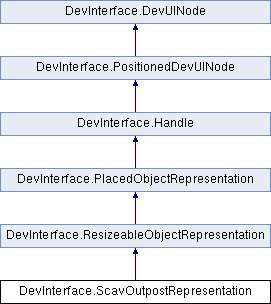 DevInterface.DevUINode
DevInterface.PositionedDevUINode
DevInterface.Handle
DevInterface.PlacedObjectRepresentation
DevInterface.ResizeableObjectRepresentation
DevInterface.ScavOutpostRepresentation